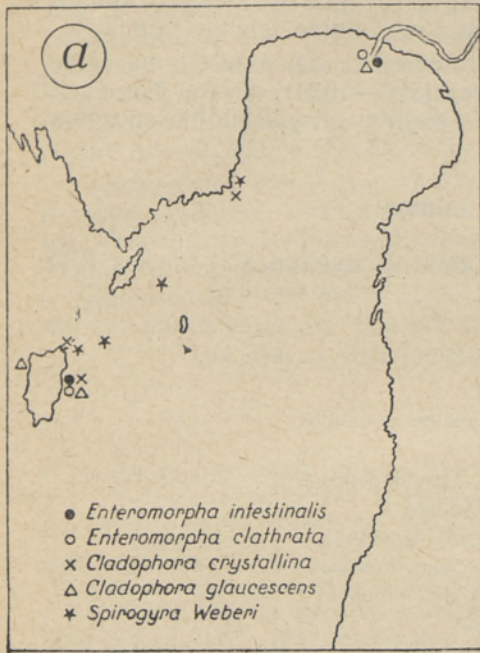 a
Enteromorpha intestinalis
Enteromorpha clathrata
Cladophora crystallina
Cladophora glaucescens
Spirogyra Weberi